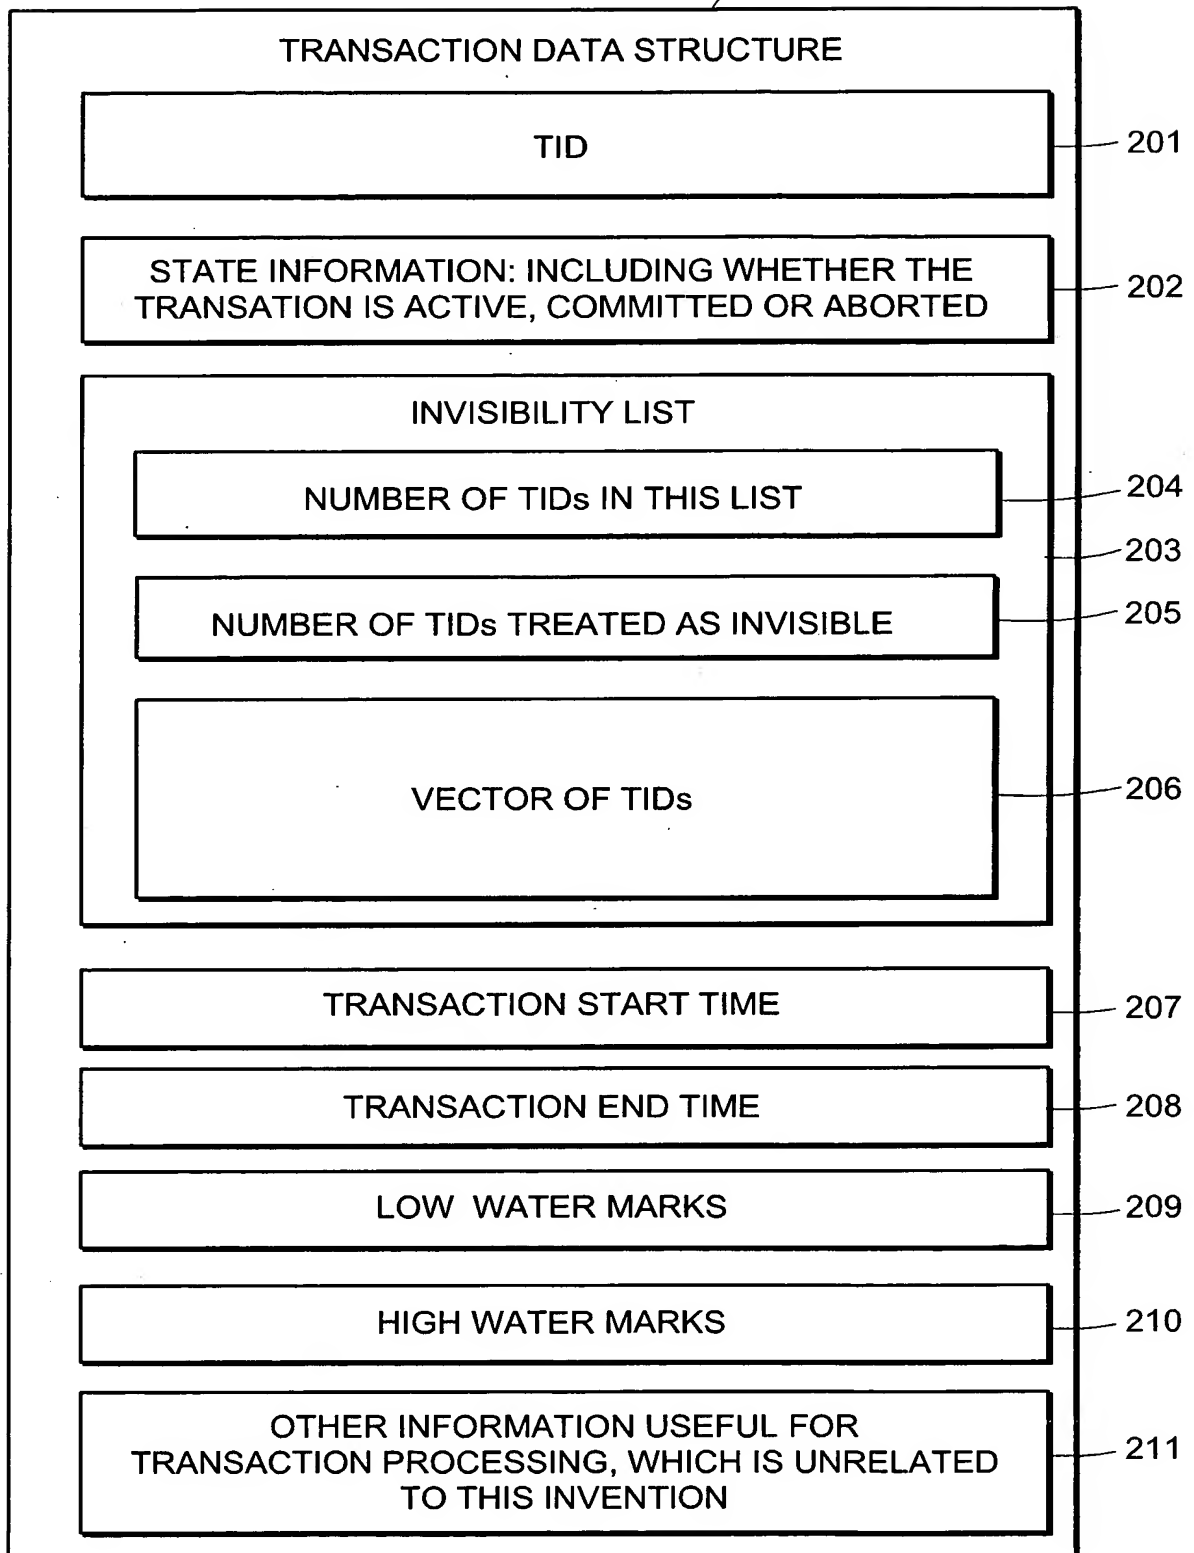 TRANSACTION DATA STRUCTURE
TID
201
STATE INFORMATION: INCLUDING WHETHER THE
TRANSATION IS ACTIVE, COMMITTED OR ABORTED
202
INVISIBILITY LIST
NUMBER OF TIDs IN THIS LIST
204
203
NUMBER OF TIDs TREATED AS INVISIBLE
205
VECTOR OF TIDs
206
TRANSACTION START TIME
207
TRANSACTION END TIME
208
LOW WATER MARKS
209
HIGH WATER MARKS
210
OTHER INFORMATION USEFUL FOR
TRANSACTION PROCESSING, WHICH IS UNRELATED
TO THIS INVENTION
211